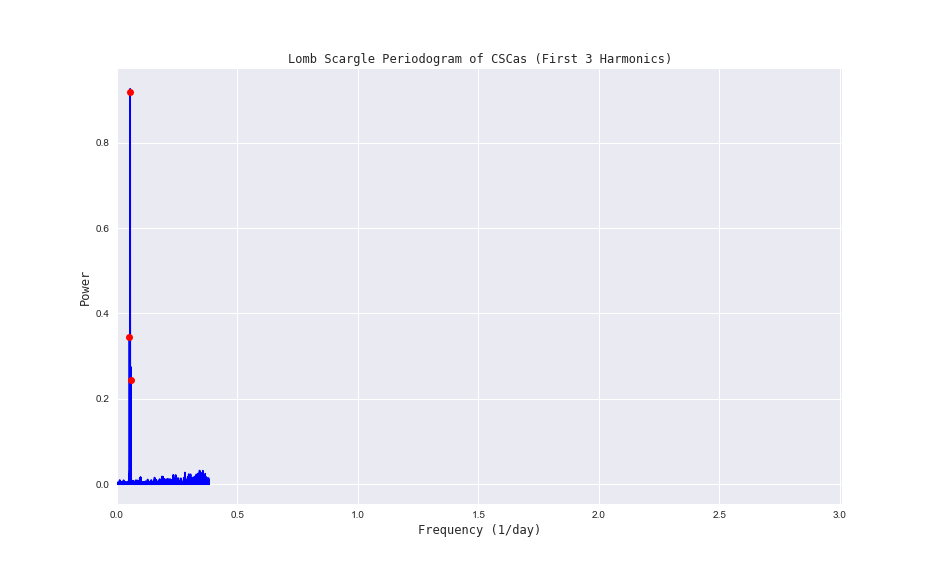 Lomb Scargle Periodogram of CSCas (First 3 Harmonics)
0.8
0.6
0.4
0.2
0.0
Power
0.0 0.5 1.0 1.5 2.0 2.5 3.0
Frequency (1/day)